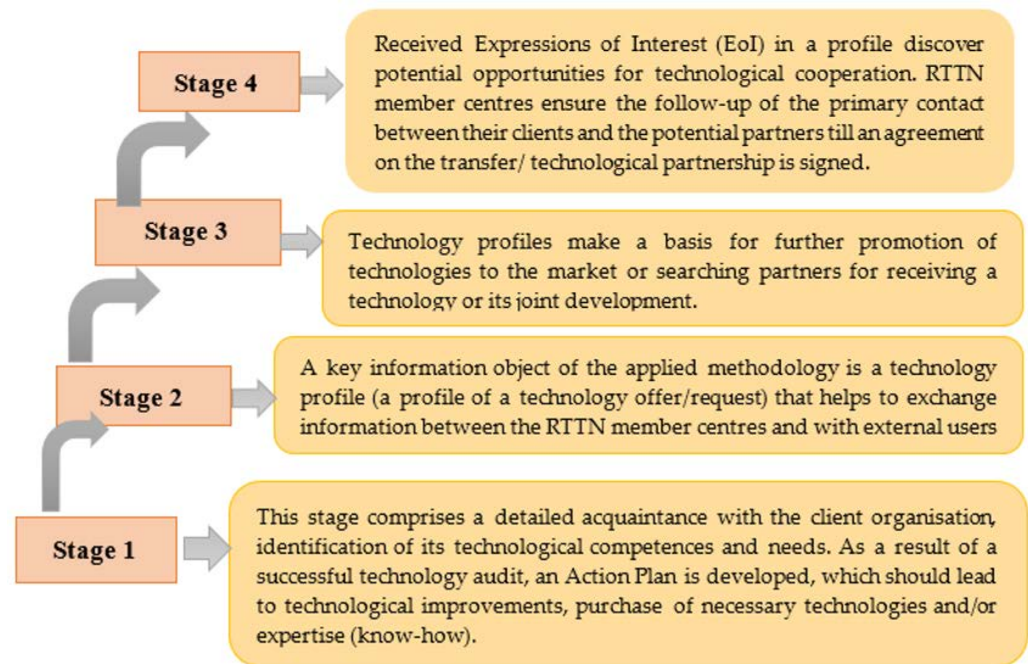 Stage 4
Received Expressions of Interest (EoI) in a profile discover
potential opportunities for technological cooperation. RTTN
member centres ensure the follow-up of the primary contact
between their clients and the potential partners till an agreement
on the transfer/ technological partnership is signed.
Stage 3
Technology profiles make a basis for further promotion of
technologies to the market or searching partners for receiving a
technology or its joint development.
Stage 2
A key information object of the applied methodology is a technology
profile (a profile of a technology offer/request) that helps to exchange
information between the RTTN member centres and with external users
Stage 1
This stage comprises a detailed acquaintance with the client organisation,
identification of its technological competences and needs. As a result of a
successful technology audit, an Action Plan is developed, which should lead
to technological improvements, purchase of necessary technologies and/or
expertise (know-how).